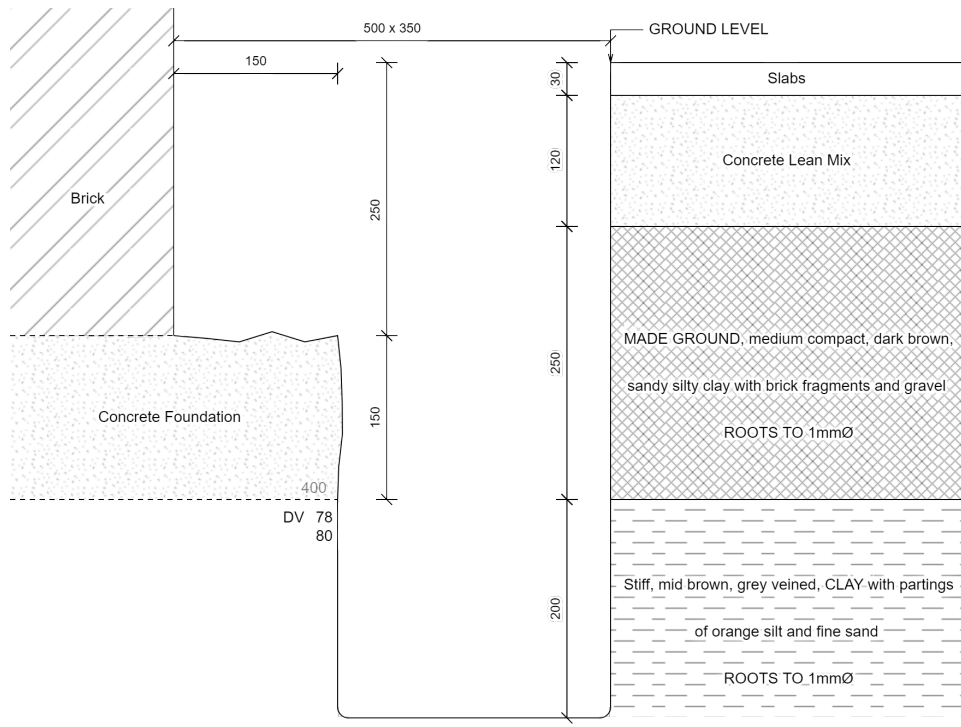 500 x 350
GROUND LEVEL
150
30
Slabs
120
Concrete Lean Mix
Brick
250
250
MADE GROUND, medium compact, dark brown,
sandy silty clay with brick fragments and gravel
ROOTS TO 1mmØ
Concrete Foundation
150
400
DV 78
80
200
Stiff, mid brown, grey veined, CLAY with partings
of orange silt and fine sand
ROOTS TO 1mmØ